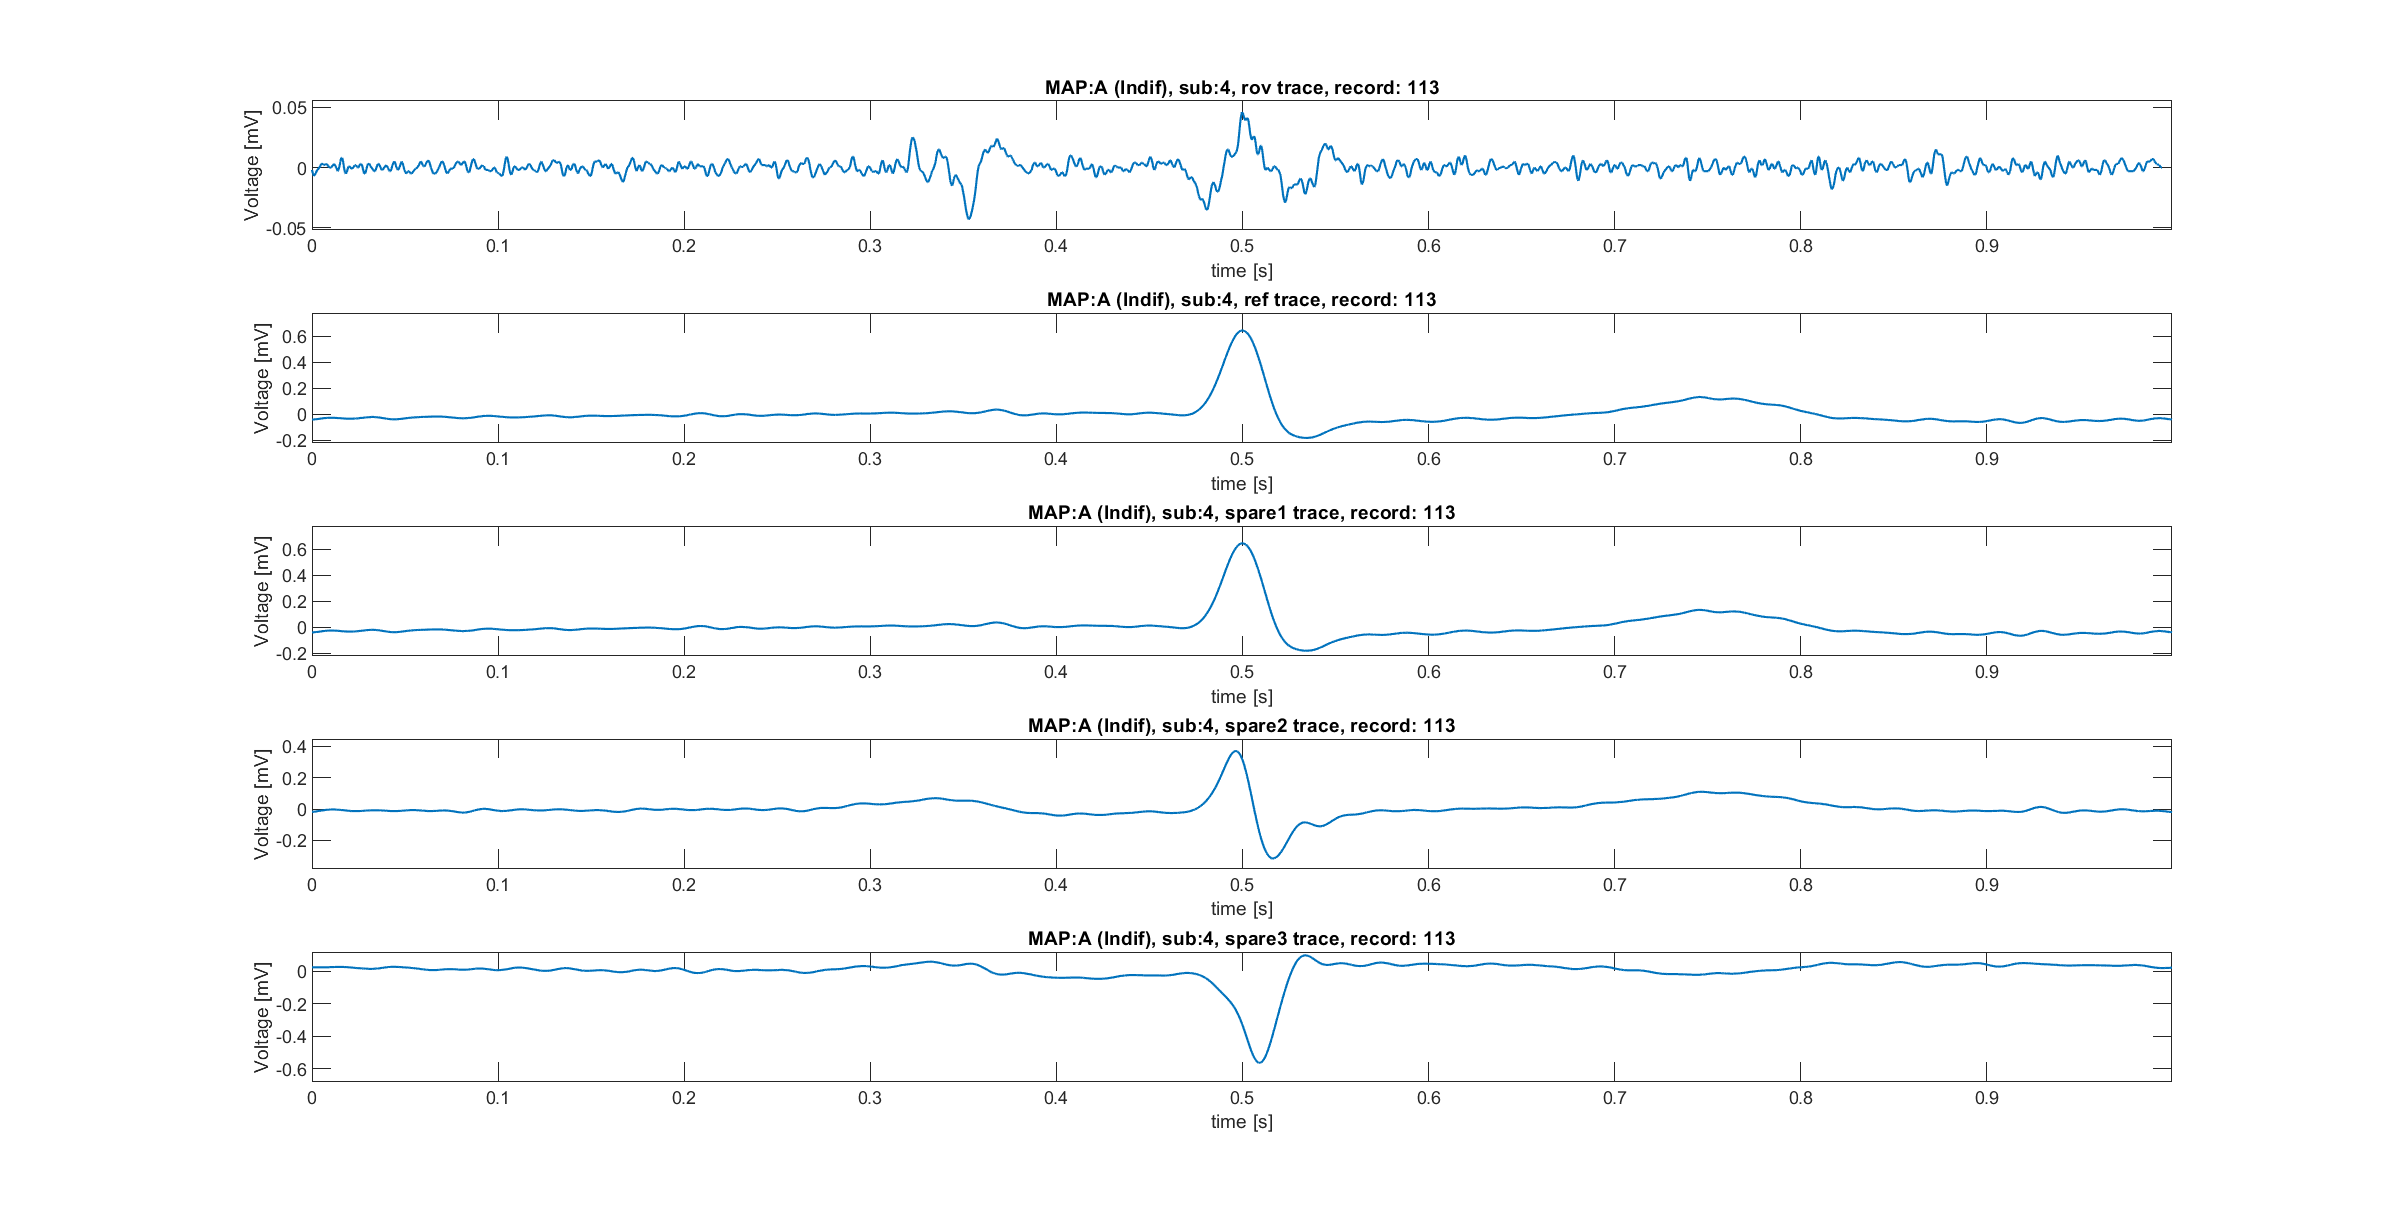 MAP:A (Indif), sub:4, rov trace, record: 113
Voltage [mV]
0.05
0
-0.05
0 0.1 0.2 0.3 0.4 0.5 0.6 0.7 0.8 0.9
time [s]
MAP:A (Indif), sub:4, ref trace, record: 113
Voltage [mV]
0.6
0.4
0.2
0
-0.2
0 0.1 0.2 0.3 0.4 0.5 0.6 0.7 0.8 0.9
time [s]
MAP:A (Indif), sub:4, spare1 trace, record: 113
Voltage [mV]
0.6
0.4
0.2
0
-0.2
0 0.1 0.2 0.3 0.4 0.5 0.6 0.7 0.8 0.9
time [s]
MAP:A (Indif), sub:4, spare2 trace, record: 113
Voltage [mV]
0.4
0.2
0
-0.2
0 0.1 0.2 0.3 0.4 0.5 0.6 0.7 0.8 0.9
time [s]
MAP:A (Indif), sub:4, spare3 trace, record: 113
Voltage [mV]
0
-0.2
-0.4
-0.6
0 0.1 0.2 0.3 0.4 0.5 0.6 0.7 0.8 0.9
time [s]